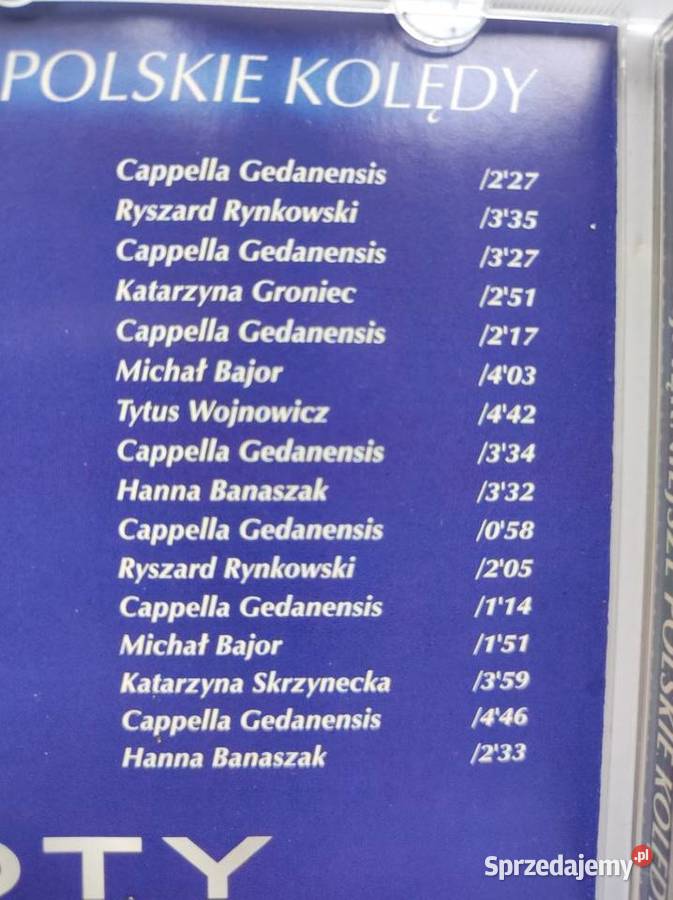 POLSKIE KOLĘDY
Cappella Gedanensis /2'27
Ryszard Rynkowski /3'35
Cappella Gedanensis /3'27
Katarzyna Groniec /2'51
Cappella Gedanensis /2'17
Michał Bajor /4'03
Tytus Wojnowicz /4'42
Cappella Gedanensis /3'34
Hanna Banaszak /3'32
Cappella Gedanensis /0'58
Ryszard Rynkowski /2'05
Cappella Gedanensis /1'14
Michał Bajor /1'51
Katarzyna Skrzynecka /3'59
Cappella Gedanensis /4'46
Hanna Banaszak /2'33
POLSKIE KOLĘDY
Sprzedajemy.pl